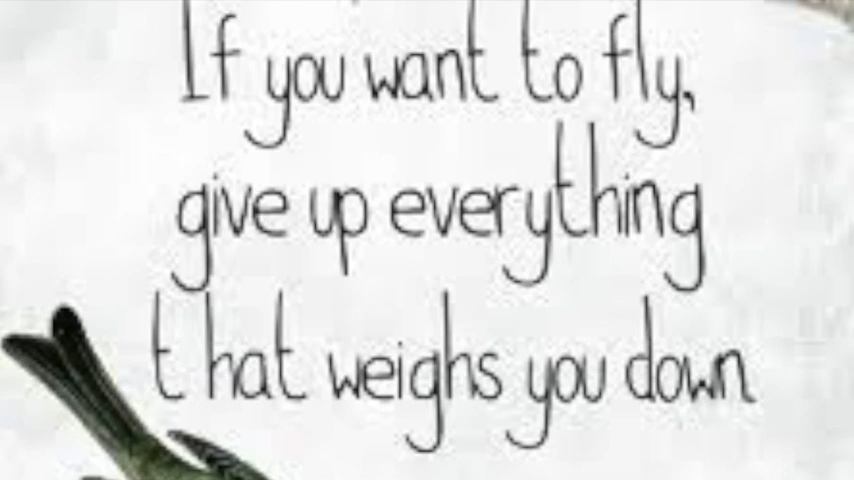 If you want to fly,
give up everything
that weighs you down